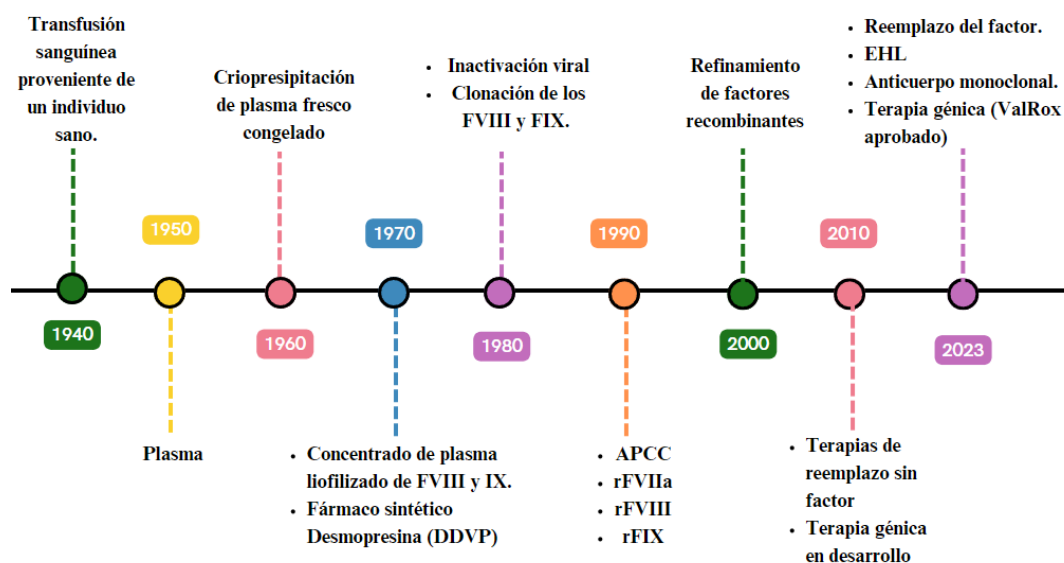 Transfusión
sanguínea
proveniente de
un individuo
sano.
1940
1950
Plasma
Criopresipitación
de plasma fresco
congelado
1960
1970
• Concentrado de plasma
liofilizado de FVIII y IX.
• Fármaco sintético
Desmopresina (DDVP)
• Inactivación viral
• Clonación de los
FVIII y FIX.
1980
1990
• APCC
• rFVIIa
• rFVIII
• rFIX
Refinamiento
de factores
recombinantes
2000
2010
• Terapias de
reemplazo sin
factor
• Terapia génica
en desarrollo
• Reemplazo del factor.
• EHL
• Anticuerpo monoclonal.
• Terapia génica (ValRox
aprobado)
2023